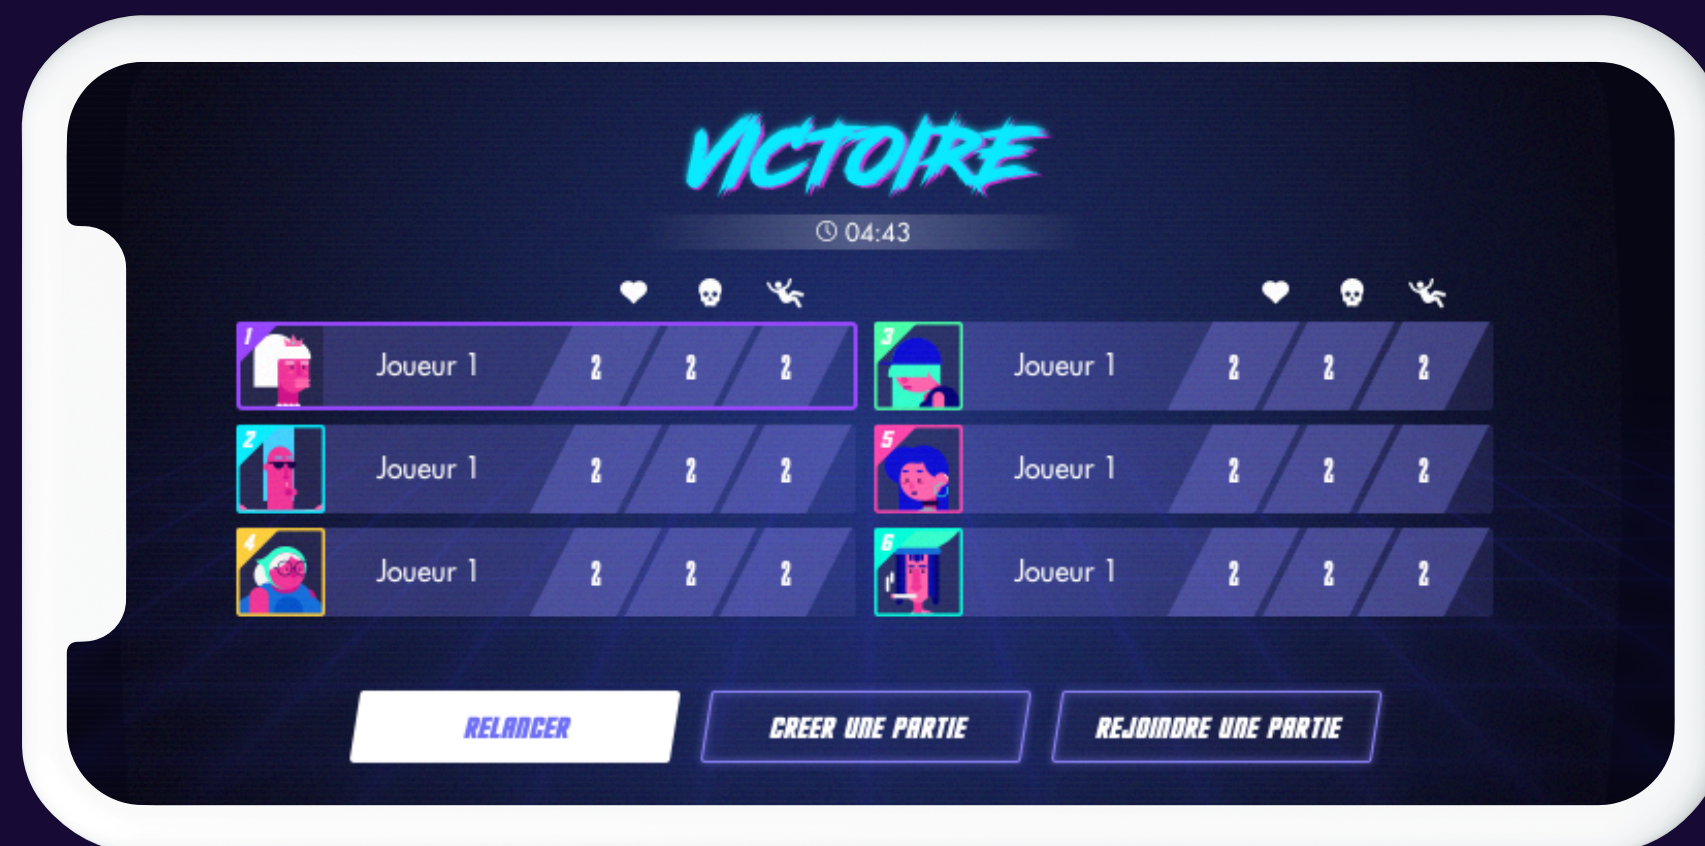 VICTOIRE
04:43
1 Joueur 1 2 2 2
2 Joueur 1 2 2 2
4 Joueur 1 2 2 2
3 Joueur 1 2 2 2
5 Joueur 1 2 2 2
6 Joueur 1 2 2 2
RELANCER
CREER UNE PARTIE
REJOINDRE UNE PARTIE